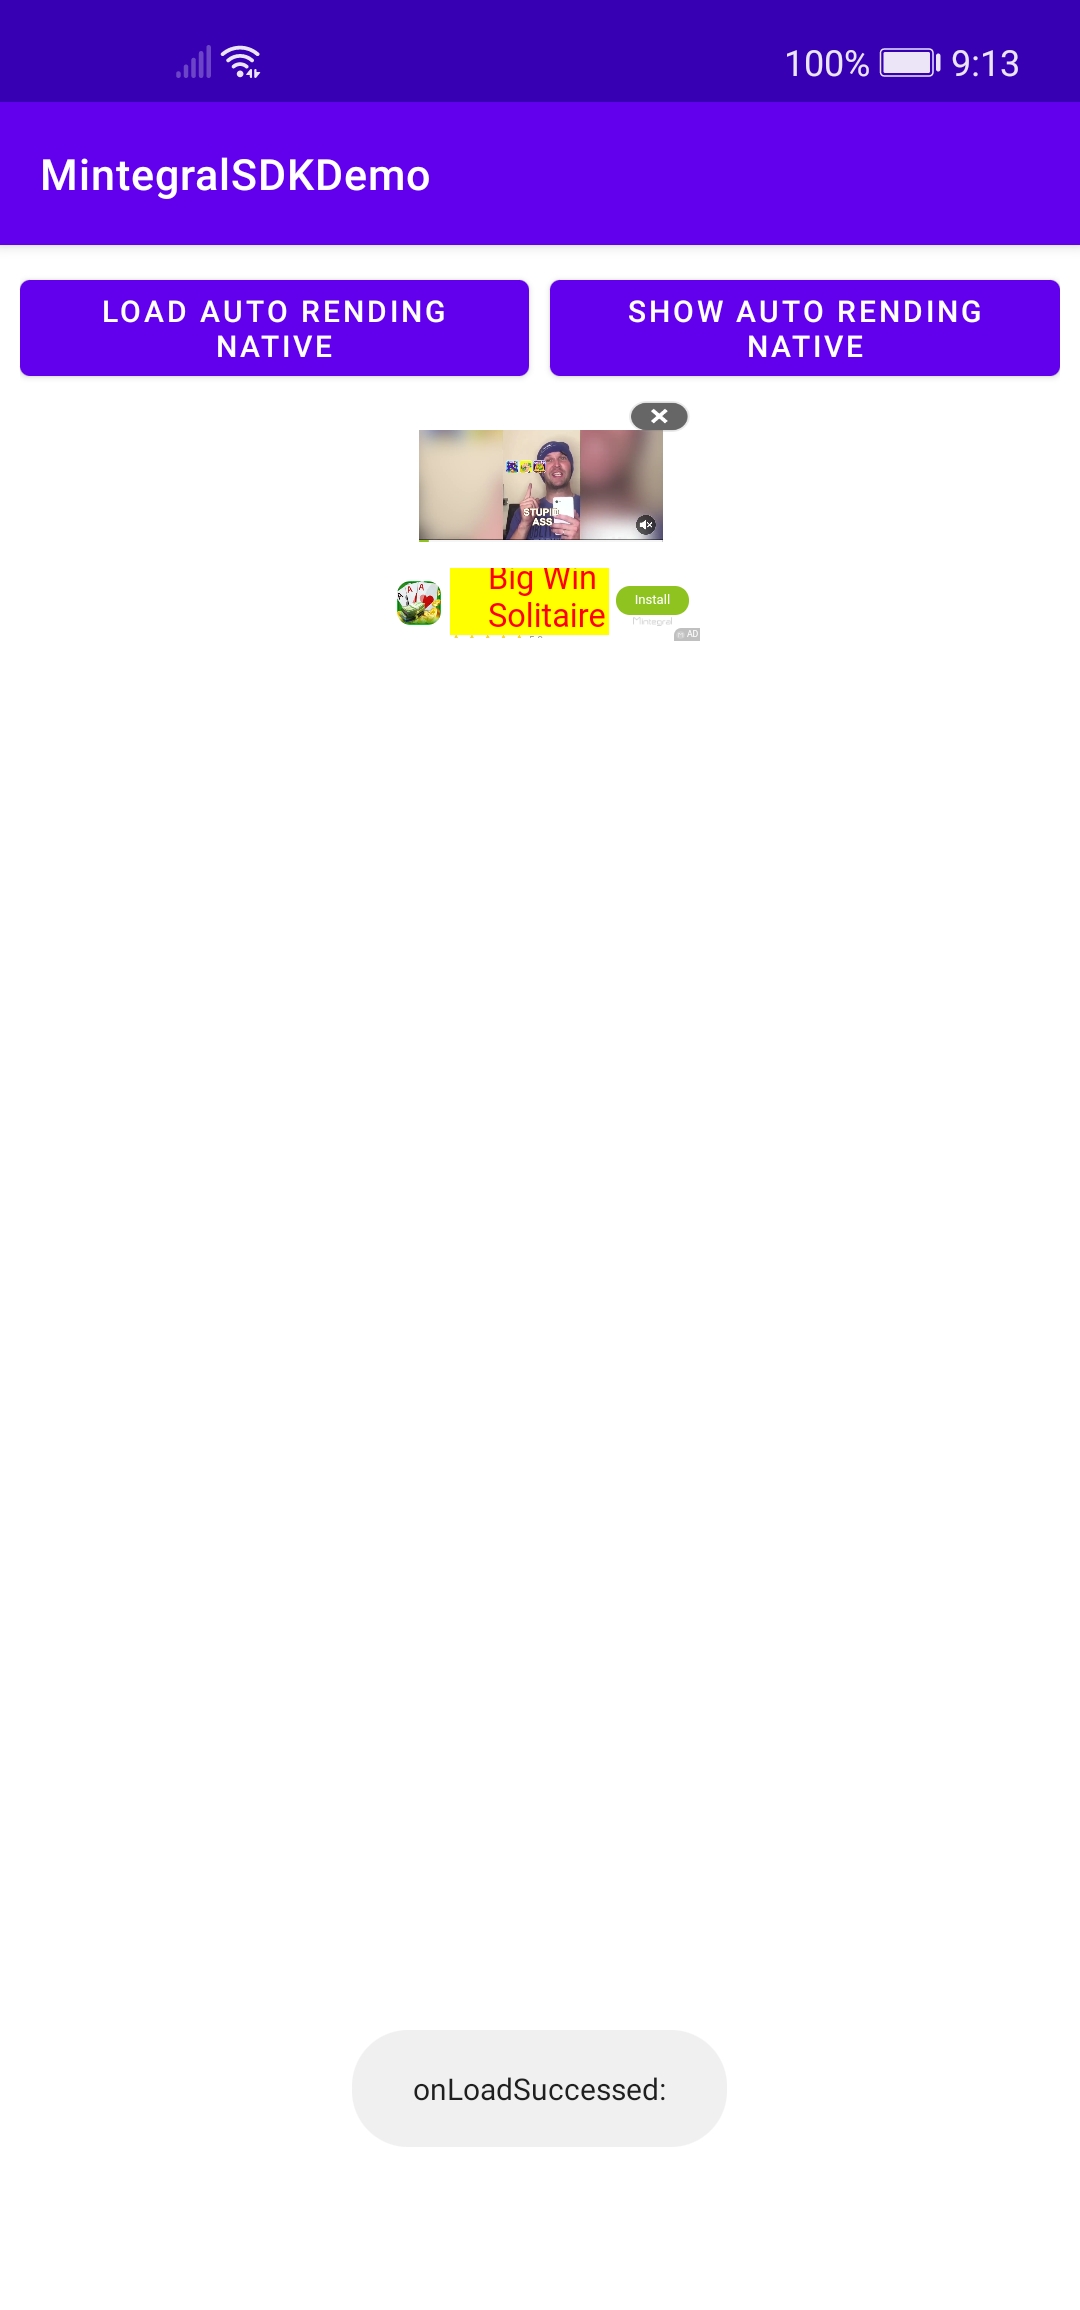 100% 9:13
MintegralSDKDemo
LOAD AUTO RENDING
NATIVE
SHOW AUTO RENDING
NATIVE
STUPID
ASS
Big Win
Solitaire
Install
Mintegral
AD
onLoadSuccessed: